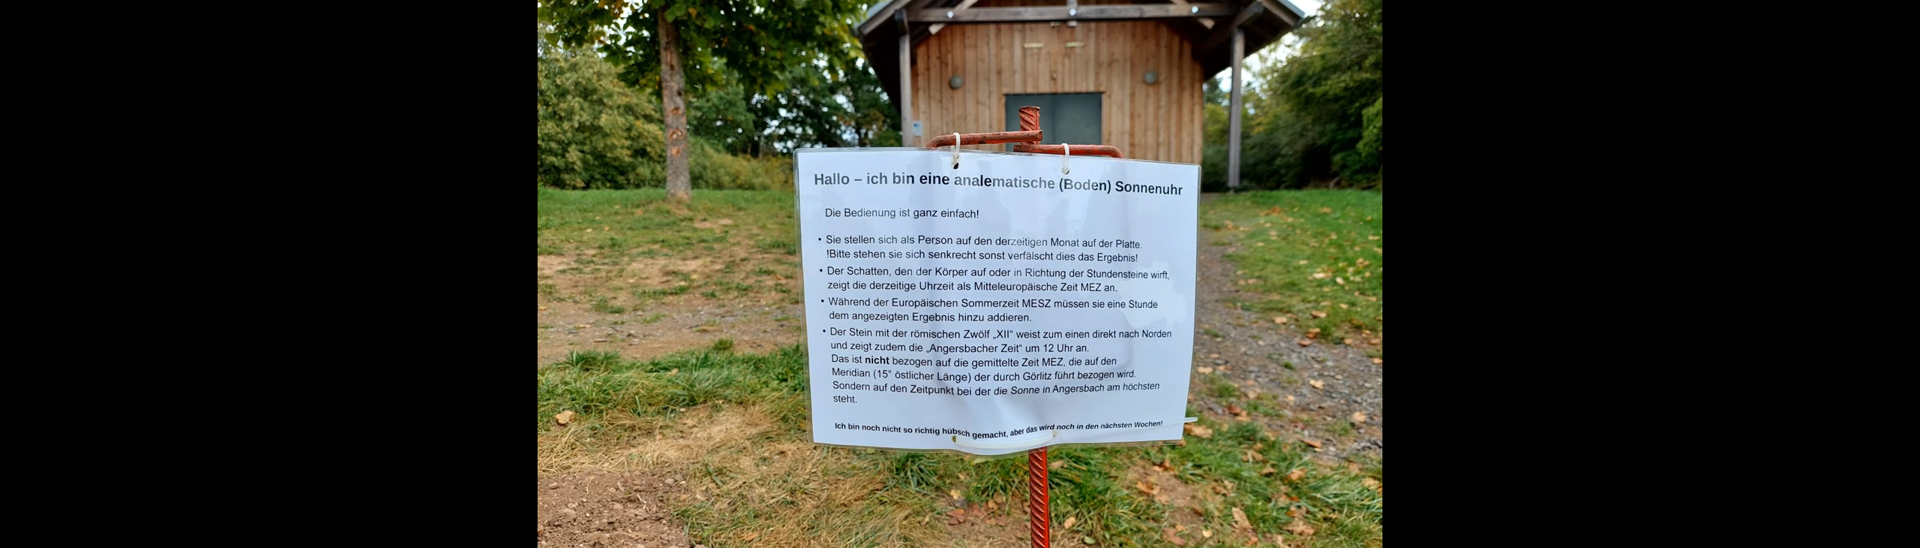 Hallo – ich bin eine analematische (Boden) Sonnenuhr
Die Bedienung ist ganz einfach!
• Sie stellen sich als Person auf den derzeitigen Monat auf der Platte.
!Bitte stehen sie sich senkrecht sonst verfälscht dies das Ergebnis!
• Der Schatten, den der Körper auf oder in Richtung der Stundensteine wirft,
zeigt die derzeitige Uhrzeit als Mitteleuropäische Zeit MEZ an.
• Während der Europäischen Sommerzeit MESZ müssen sie eine Stunde
dem angezeigten Ergebnis hinzu addieren.
• Der Stein mit der römischen Zwölf „XII“ weist zum einen direkt nach Norden
und zeigt zudem die „Angersbacher Zeit“ um 12 Uhr an.
Das ist nicht bezogen auf die gemittelte Zeit MEZ, die auf den
Meridian (15° östlicher Länge) der durch Görlitz führt bezogen wird.
Sondern auf den Zeitpunkt bei der die Sonne in Angersbach am höchsten
steht.
Ich bin noch nicht so richtig hübsch gemacht, aber das wird noch in den nächsten Wochen!